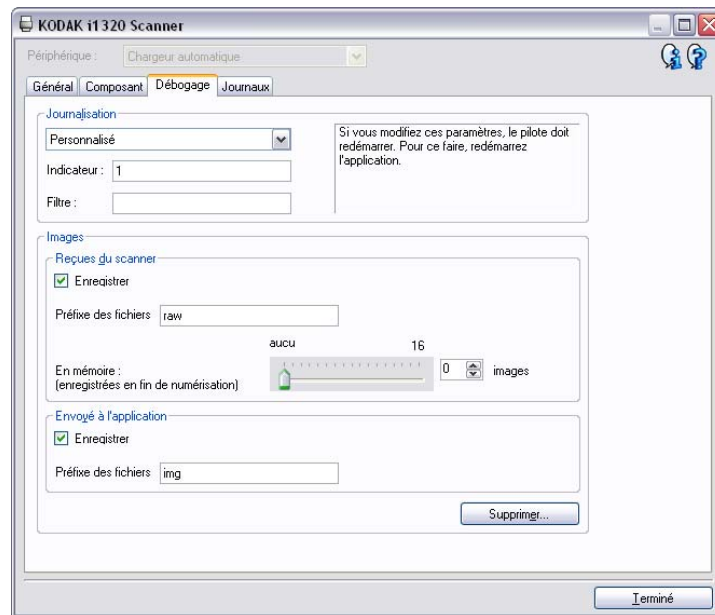 KODAK i1320 Scanner
Périphérique : Chargeur automatique
Général Composant Débogage Journaux
Journalisation
Personnalisé
Indicateur : 1
Filtre :
Si vous modifiez ces paramètres, le pilote doit
redémarrer. Pour ce faire, redémarrez
l'application.
Images
Reçues du scanner
Enregistrer
Préfixe des fichiers raw
aucu 16
En mémoire :
(enregistrées en fin de numérisation)
0 images
Envoyé à l'application
Enregistrer
Préfixe des fichiers img
Supprimer...
Terminé